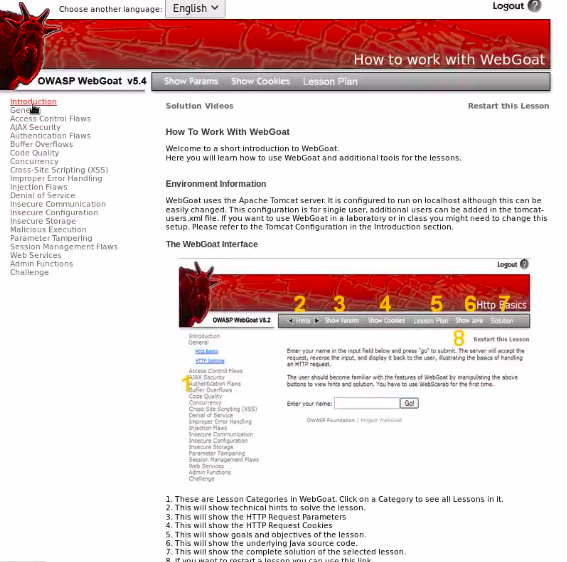 Choose another language: English
Logout ?
How to work with WebGoat
OWASP WebGoat v5.4
Show Params Show Cookies Lesson Plan
Introduction
General
Access Control Flaws
AJAX Security
Authentication Flaws
Buffer Overflows
Code Quality
Concurrency
Cross-Site Scripting (XSS)
Improper Error Handling
Injection Flaws
Denial of Service
Insecure Communication
Insecure Configuration
Insecure Storage
Malicious Execution
Parameter Tampering
Session Management Flaws
Web Services
Admin Functions
Challenge
Solution Videos
Restart this Lesson
How To Work With WebGoat
Welcome to a short introduction to WebGoat.
Here you will learn how to use WebGoat and additional tools for the lessons.
Environment Information
WebGoat uses the Apache Tomcat server. It is configured to run on localhost although this can be
easily changed. This configuration is for single user, additional users can be added in the tomcat-
users.xml file. If you want to use WebGoat in a laboratory or in class you might need to change this
setup. Please refer to the Tomcat Configuration in the Introduction section.
The WebGoat Interface
Logout ?
2 3 4 5 6 7
Http Basics
OWASP WebGoat V5.2
Hints Show Params Show Cookies Lesson Plan Show Java Solution
8
Restart this Lesson
Introduction
General
Http Basics
HTTP Splitting
Access Control Flaws
AJAX Security
1
Authentication Flaws
Buffer Overflows
Code Quality
Concurrency
Cross-Site Scripting (XSS)
Denial of Service
Improper Error Handling
Injection Flaws
Insecure Communication
Insecure Configuration
Insecure Storage
Parameter Tampering
Session Management Flaws
Web Services
Admin Functions
Challenge
Enter your name in the input field below and press "go" to submit. The server will accept the
request, reverse the input, and display it back to the user, illustrating the basics of handling
an HTTP request.
The user should become familiar with the features of WebGoat by manipulating the above
buttons to view hints and solution. You have to use WebScarab for the first time.
Enter your name: Go!
OWASP Foundation | Project WebGoat
1. These are Lesson Categories in WebGoat. Click on a Category to see all Lessons in it.
2. This will show technical hints to solve the lesson.
3. This will show the HTTP Request Parameters
4. This will show the HTTP Request Cookies
5. This will show goals and objectives of the lesson.
6. This will show the underlying Java source code.
7. This will show the complete solution of the selected lesson.
8. If you want to restart a lesson you can use this link.